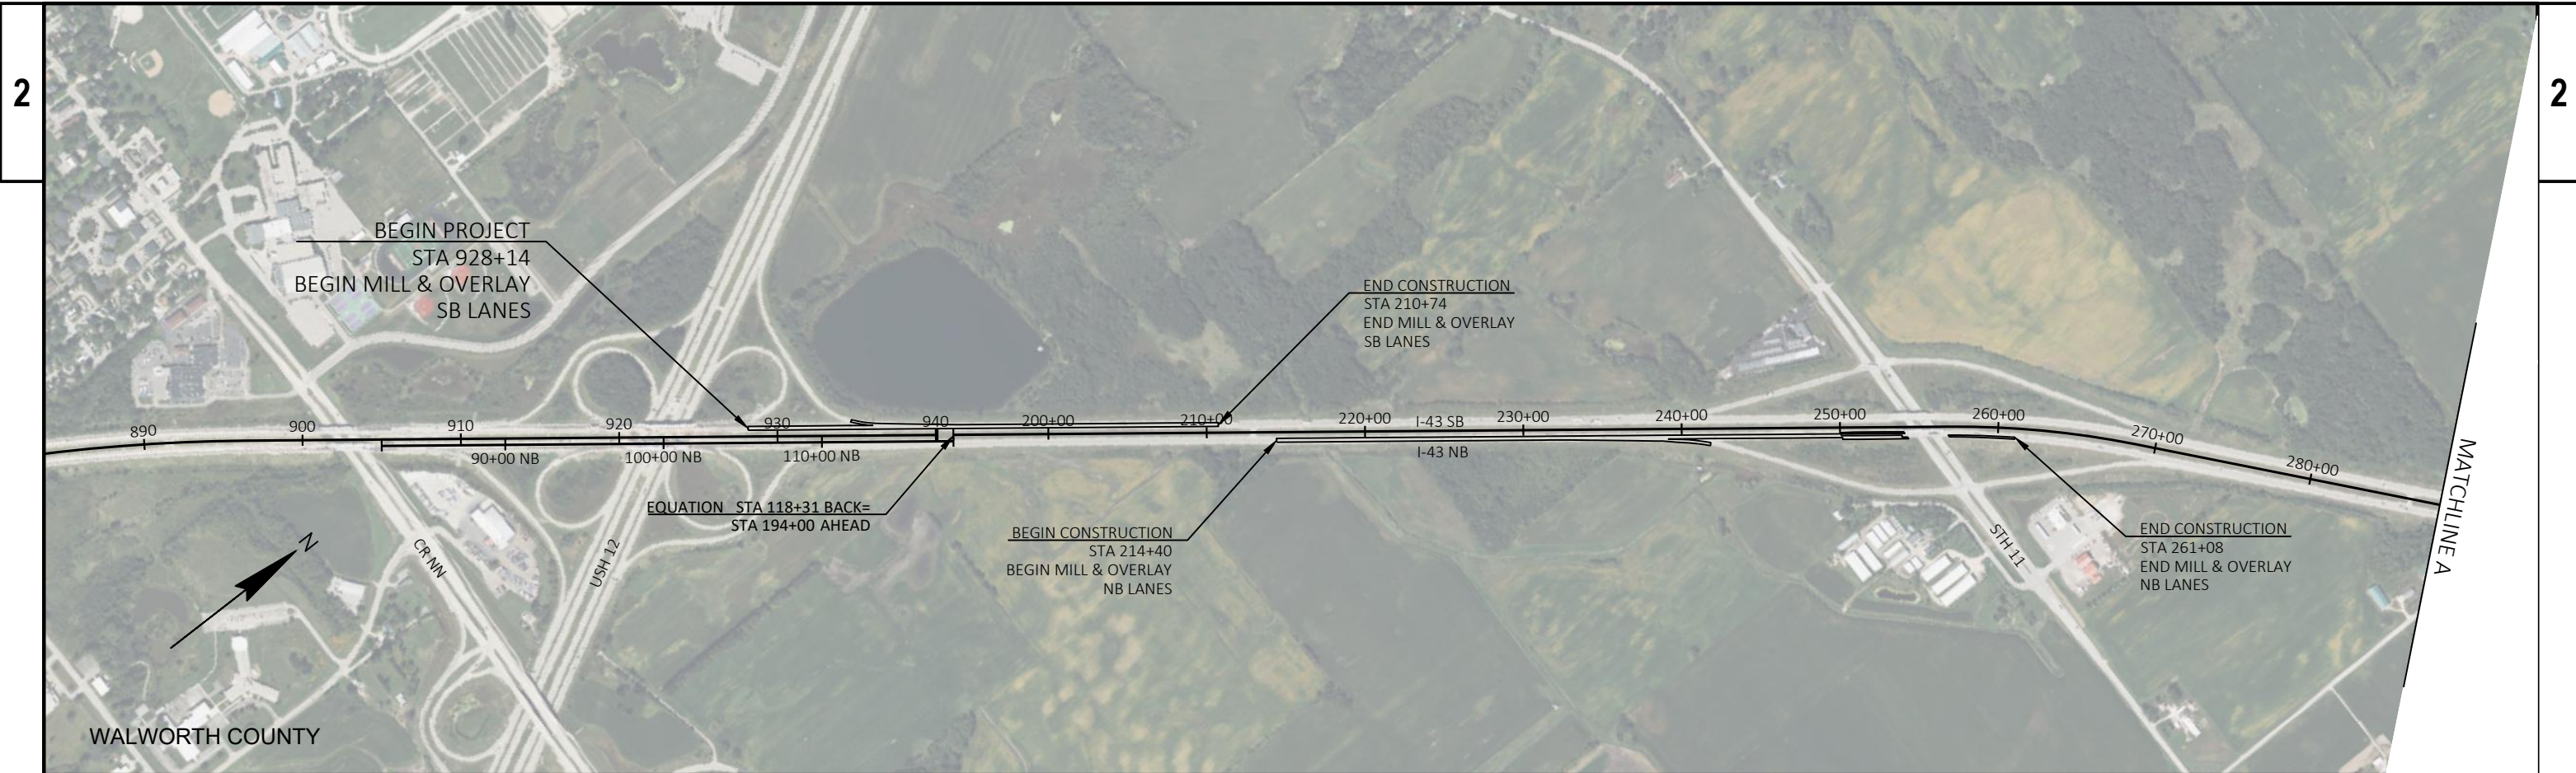 2
2
BEGIN PROJECT
STA 928+14
BEGIN MILL & OVERLAY
SB LANES
END CONSTRUCTION
STA 210+74
END MILL & OVERLAY
SB LANES
890
900
910
920
930
940
200+00
210+00
220+00
I-43 SB
230+00
240+00
250+00
260+00
270+00
280+00
90+00 NB
100+00 NB
110+00 NB
I-43 NB
EQUATION STA 118+31 BACK=
STA 194+00 AHEAD
BEGIN CONSTRUCTION
STA 214+40
BEGIN MILL & OVERLAY
NB LANES
END CONSTRUCTION
STA 261+08
END MILL & OVERLAY
NB LANES
MATCHLINE A
N
CR NN
USH 12
STH 11
WALWORTH COUNTY